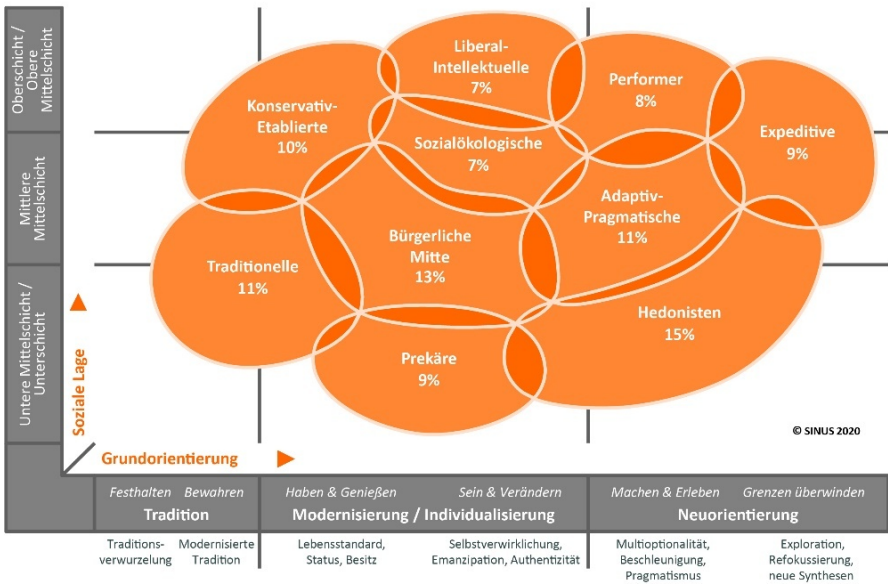 Oberschicht /
Obere
Mittelschicht
Mittlere
Mittelschicht
Untere Mittelschicht /
Unterschicht
Soziale Lage
Liberal-
Intellektuelle
7%
Performer
8%
Konservativ-
Etablierte
10%
Sozialökologische
7%
Expeditive
9%
Adaptiv-
Pragmatische
11%
Bürgerliche
Mitte
13%
Traditionelle
11%
Hedonisten
15%
Prekäre
9%
© SINUS 2020
Grundorientierung
Festhalten Bewahren
Tradition
Haben & Genießen Sein & Verändern
Modernisierung / Individualisierung
Machen & Erleben Grenzen überwinden
Neuorientierung
Traditions-
verwurzelung
Modernisierte
Tradition
Lebensstandard,
Status, Besitz
Selbstverwirklichung,
Emanzipation, Authentizität
Multioptionalität,
Beschleunigung,
Pragmatismus
Exploration,
Refokussierung,
neue Synthesen